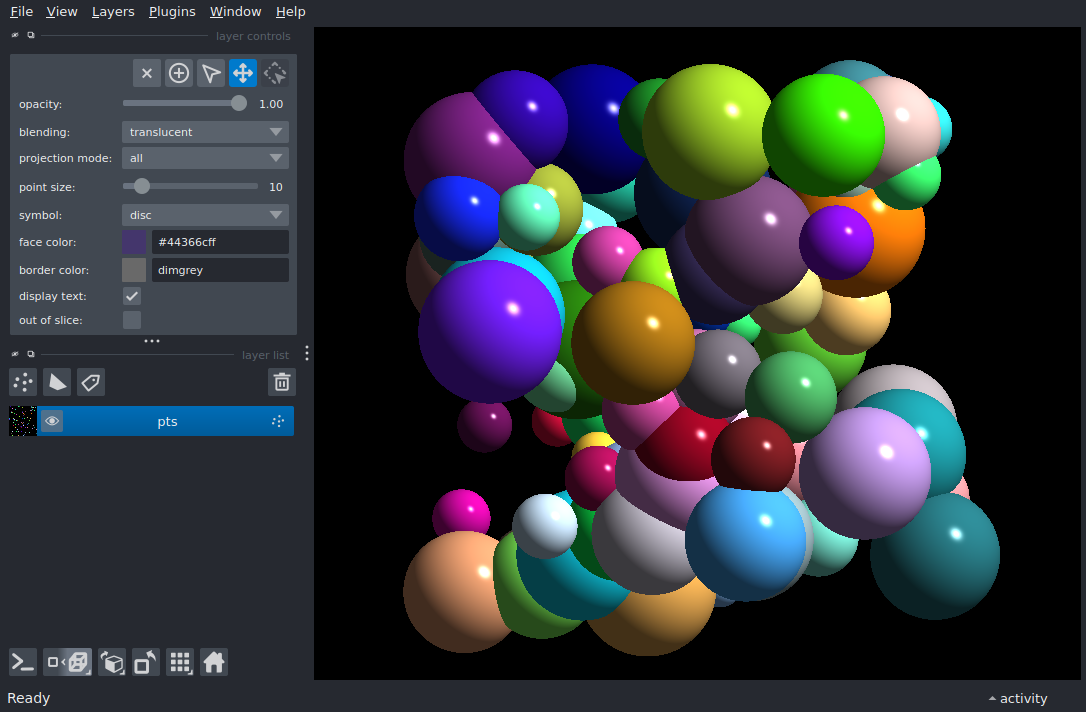 File View Layers Plugins Window Help
layer controls
opacity: 1.00
blending: translucent
projection mode: all
point size: 10
symbol: disc
face color: #44366cff
border color: dimgrey
display text:
out of slice:
layer list
pts
Ready
activity